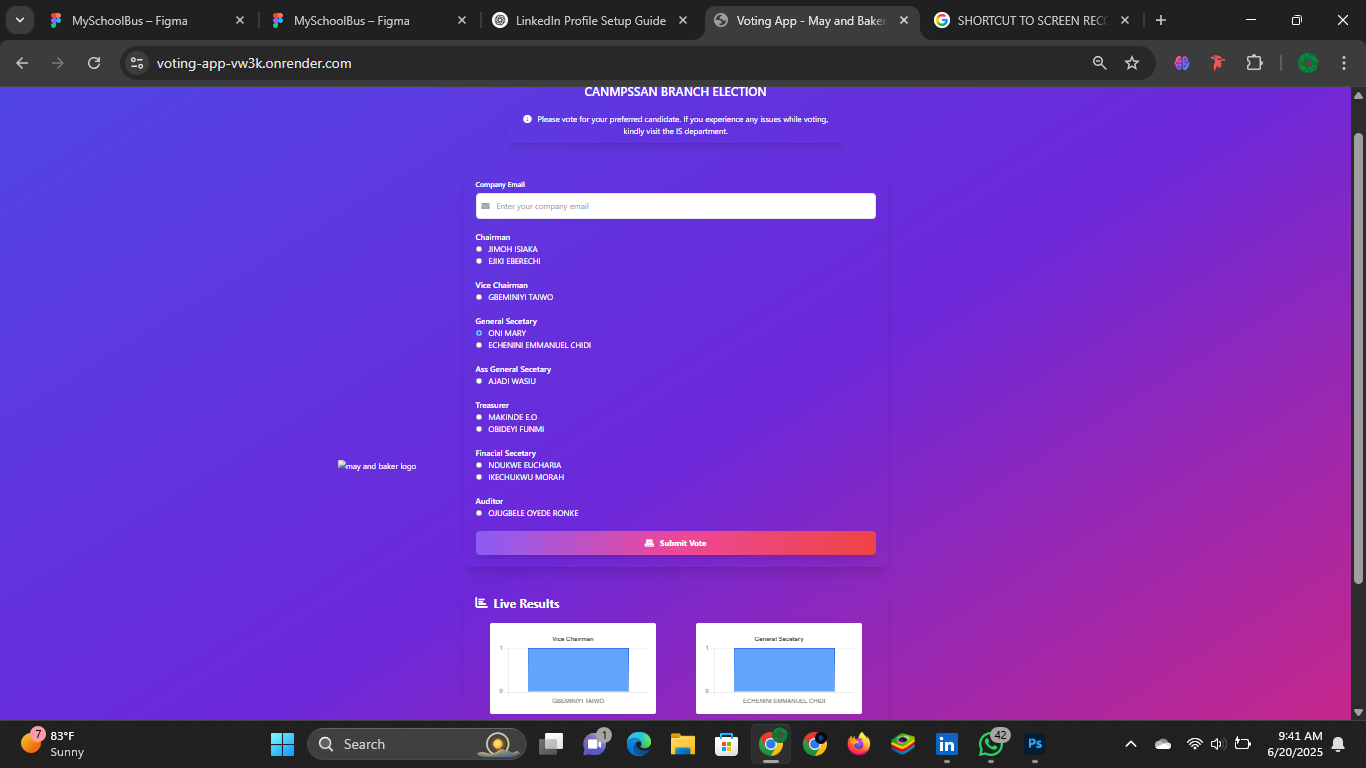 MySchoolBus – Figma
MySchoolBus – Figma
LinkedIn Profile Setup Guide
Voting App - May and Baker
SHORTCUT TO SCREEN REC
voting-app-vw3k.onrender.com
CANMPSSAN BRANCH ELECTION
Please vote for your preferred candidate. If you experience any issues while voting,
kindly visit the IS department.
Company Email
Enter your company email
Chairman
JIMOH ISIAKA
EJIKI EBERECHI
Vice Chairman
GBEMINIYI TAIWO
General Secetary
ONI MARY
ECHENINI EMMANUEL CHIDI
Ass General Secetary
AJADI WASIU
Treasurer
MAKINDE E.O
OBIDEYI FUNMI
Finacial Secetary
NDUKWE EUCHARIA
IKECHUKWU MORAH
may and baker logo
Auditor
OJUGBELE OYEDE RONKE
Submit Vote
Live Results
Vice Chairman
1
0
GBEMINIYI TAIWO
General Secetary
1
0
ECHENINI EMMANUEL CHIDI
7
83°F
Sunny
Search
1
in
42
Ps
9:41 AM
6/20/2025